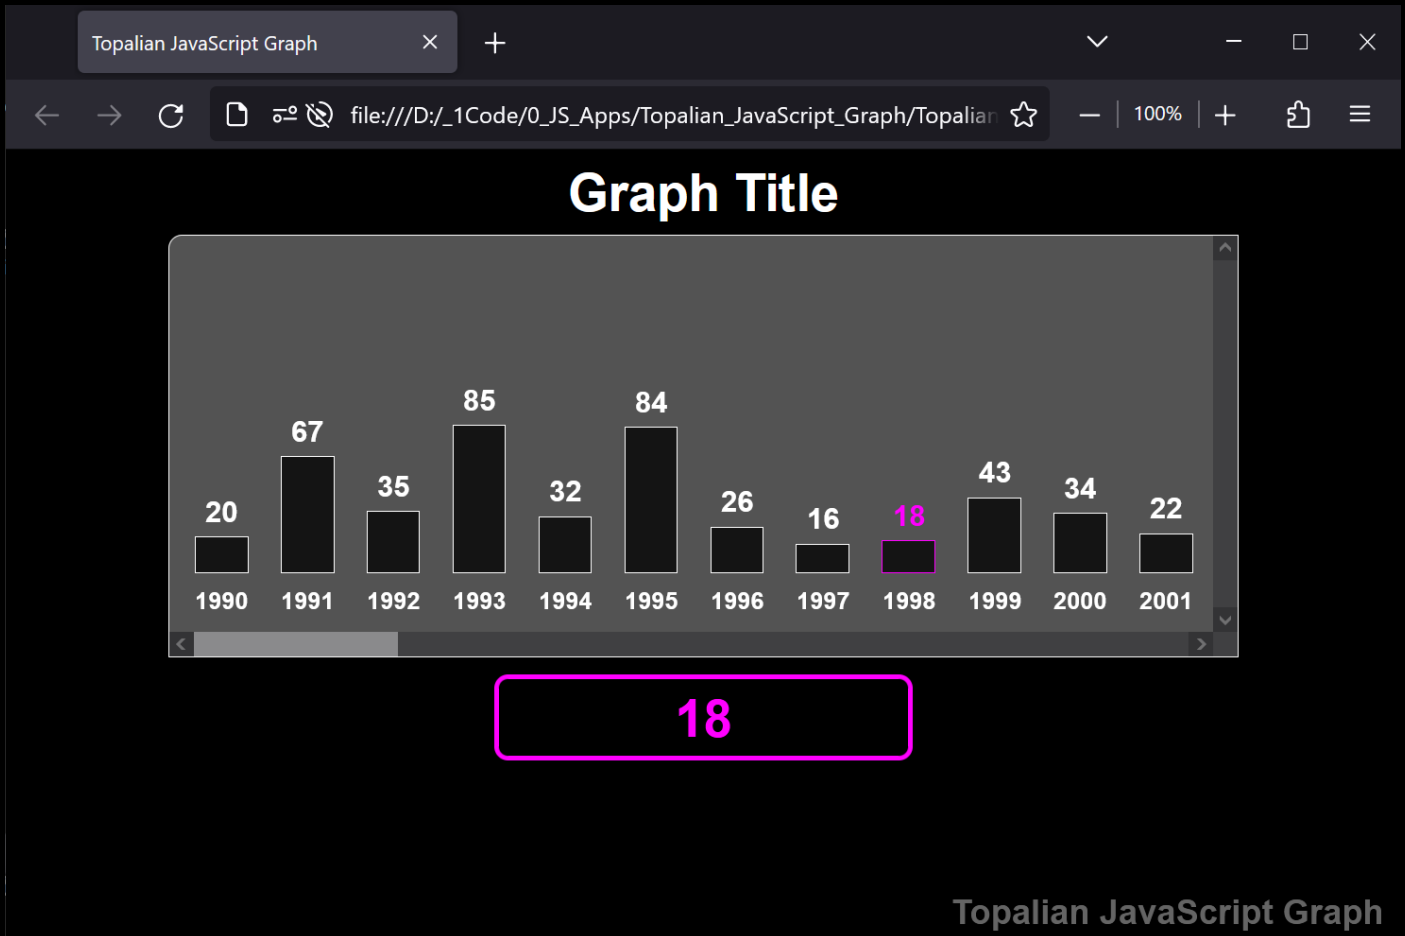 Topalian JavaScript Graph
file:///D:/_1Code/0_JS_Apps/Topalian_JavaScript_Graph/Topalian
100%
Graph Title
20 67 35 85 32 84 26 16 18 43 34 22
1990 1991 1992 1993 1994 1995 1996 1997 1998 1999 2000 2001
18
Topalian JavaScript Graph